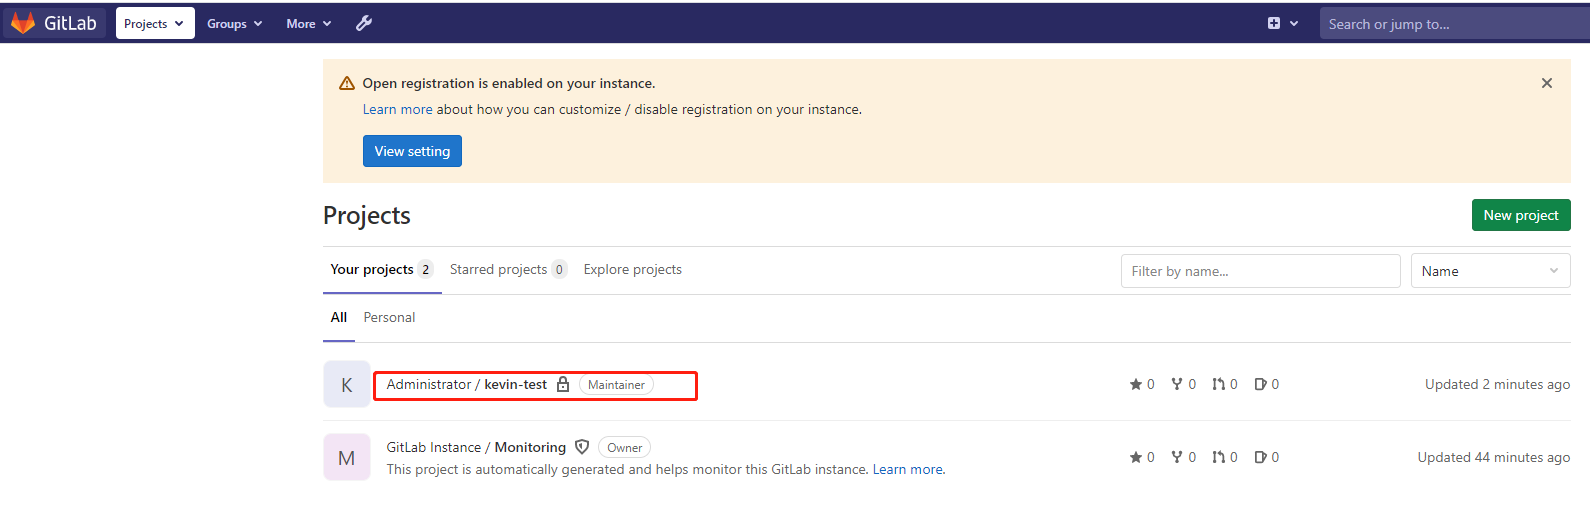 GitLab Projects Groups More Search or jump to...
Open registration is enabled on your instance.
Learn more about how you can customize / disable registration on your instance.
View setting
Projects New project
Your projects 2 Starred projects 0 Explore projects Filter by name... Name
All Personal
K Administrator / kevin-test Maintainer 0 0 0 0 Updated 2 minutes ago
M GitLab Instance / Monitoring Owner 0 0 0 0 Updated 44 minutes ago
This project is automatically generated and helps monitor this GitLab instance. Learn more.